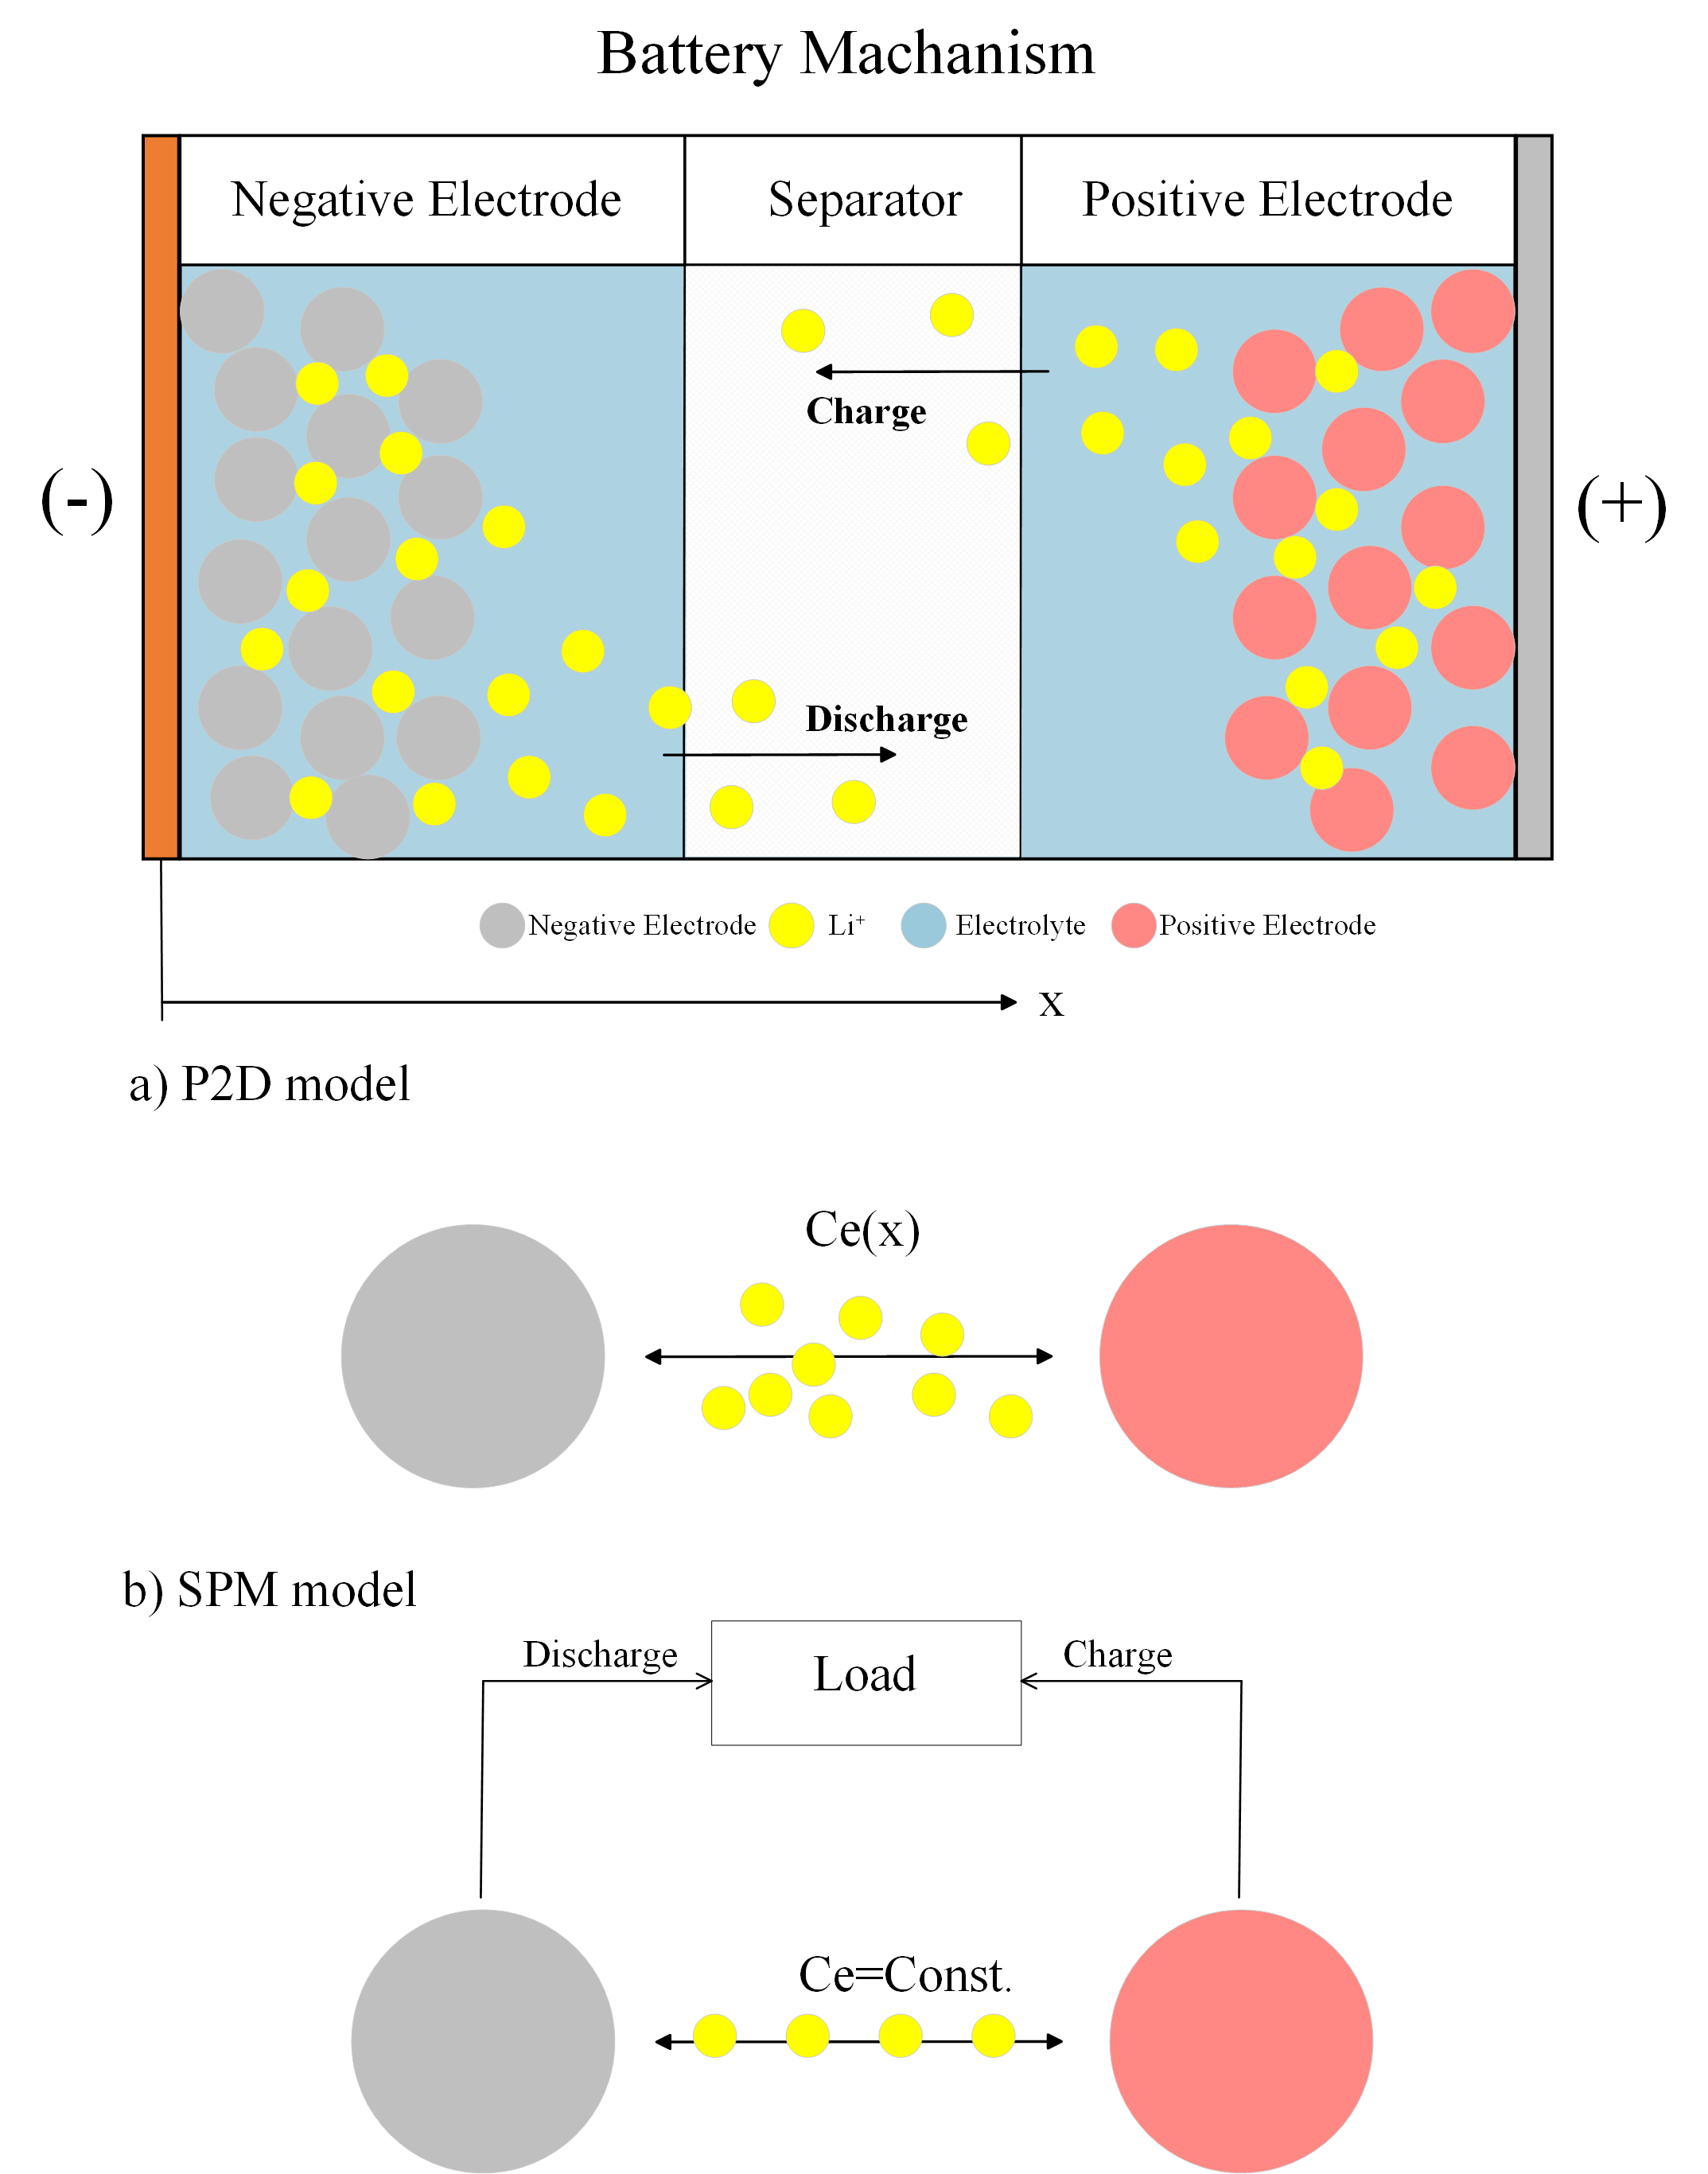 Battery Machanism
Negative Electrode
Separator
Positive Electrode
Charge
(-)
(+)
Discharge
Negative Electrode
Li⁺
Electrolyte
Positive Electrode
x
a) P2D model
Ce(x)
b) SPM model
Discharge
Load
Charge
Ce=Const.